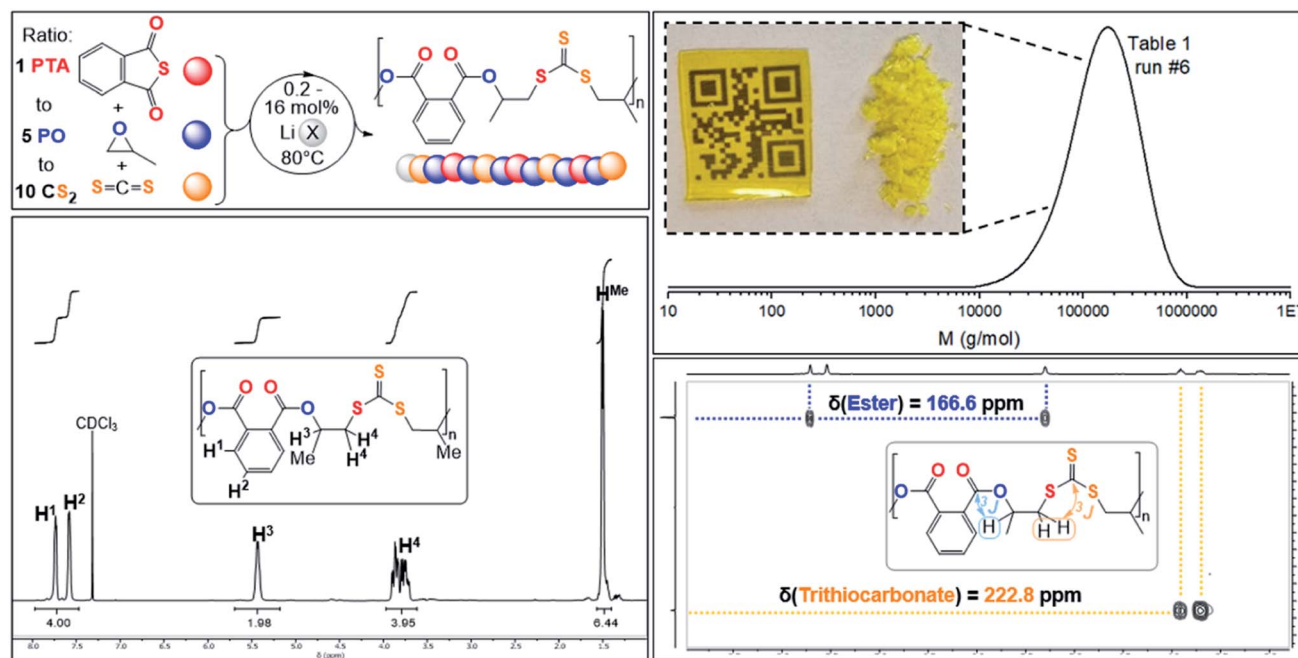 Ratio:
1 PTA
to
5 PO
to
10 CS2
O
S
O
+
O
+
S=C=S
0.2 -
16 mol%
Li X
80°C
O O S
O O S S
n
Table 1
run #6
10 100 1000 10000 100000 1000000 1E7
M (g/mol)
HMe
O O S
O O S S
n
H3 H4
H1 Me H4 Me
H2
CDCl3
H1 H2
H3
H4
4.00 1.98 3.95 6.44
8.0 7.5 7.0 6.5 6.0 5.5 5.0 4.5 4.0 3.5 3.0 2.5 2.0 1.5
δ (ppm)
δ(Ester) = 166.6 ppm
O O S
O O S S
3J 3J
n
H H H
δ(Trithiocarbonate) = 222.8 ppm